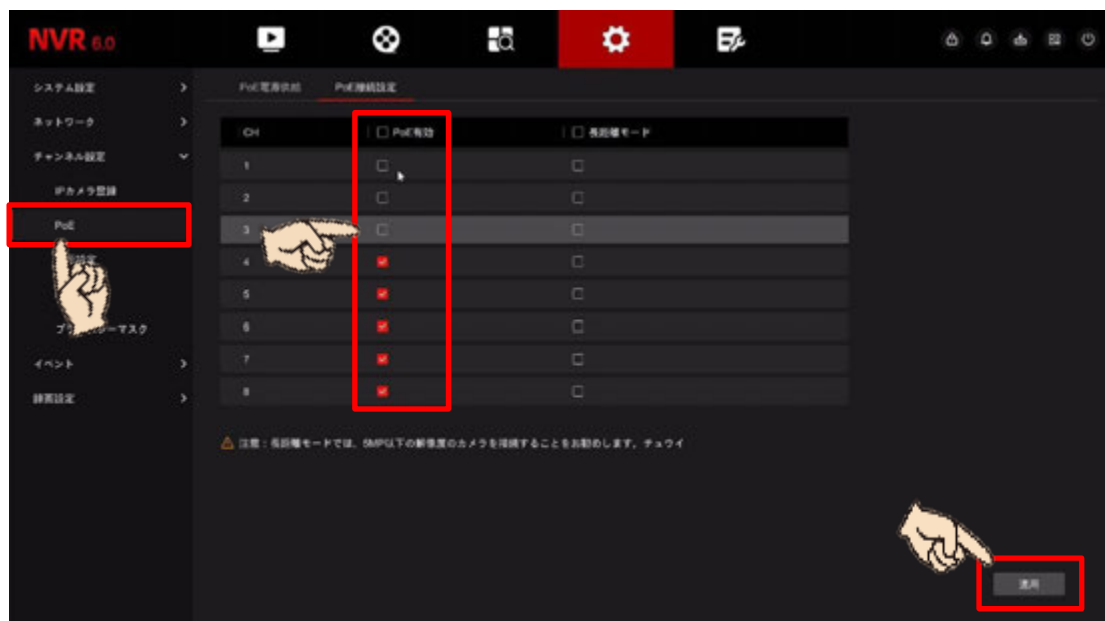 NVR 6.0
システム設定
ネットワーク
チャンネル設定
IPカメラ登録
PoE
プ
ーマスク
イベント
録画設定
PoE電源供給 PoE接続設定
CH PoE有効 長距離モード
1
2
3
4
5
6
7
8
注意:長距離モードでは、5MP以下の解像度のカメラを接続することをお勧めします。チュウイ
適用